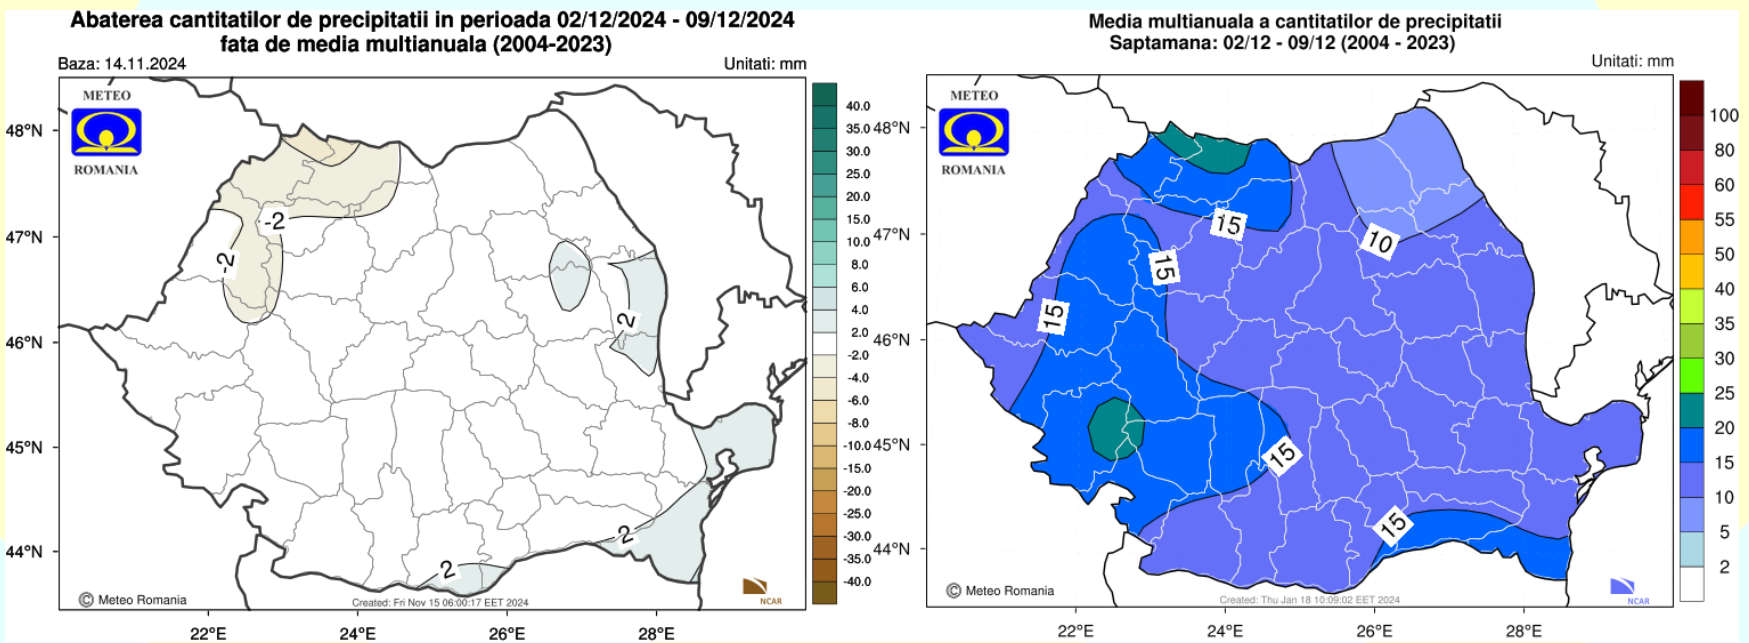 Abaterea cantitatilor de precipitatii in perioada 02/12/2024 - 09/12/2024
fata de media multianuala (2004-2023)
Baza: 14.11.2024
Unitati: mm
METEO
ROMANIA
48°N
47°N
46°N
45°N
44°N
-2
-2
2
2
2
40.0
35.0
30.0
25.0
20.0
15.0
10.0
8.0
6.0
4.0
2.0
-2.0
-4.0
-6.0
-8.0
-10.0
-15.0
-20.0
-25.0
-30.0
-35.0
-40.0
© Meteo Romania
Created: Fri Nov 15 06:00:17 EET 2024
NCAR
22°E
24°E
26°E
28°E
Media multianuala a cantitatilor de precipitatii
Saptamana: 02/12 - 09/12 (2004 - 2023)
Unitati: mm
METEO
ROMANIA
48°N
47°N
46°N
45°N
44°N
15
10
15
15
15
15
100
80
60
55
50
40
35
30
25
20
15
10
5
2
© Meteo Romania
Created: Thu Jan 18 10:09:02 EET 2024
NCAR
22°E
24°E
26°E
28°E